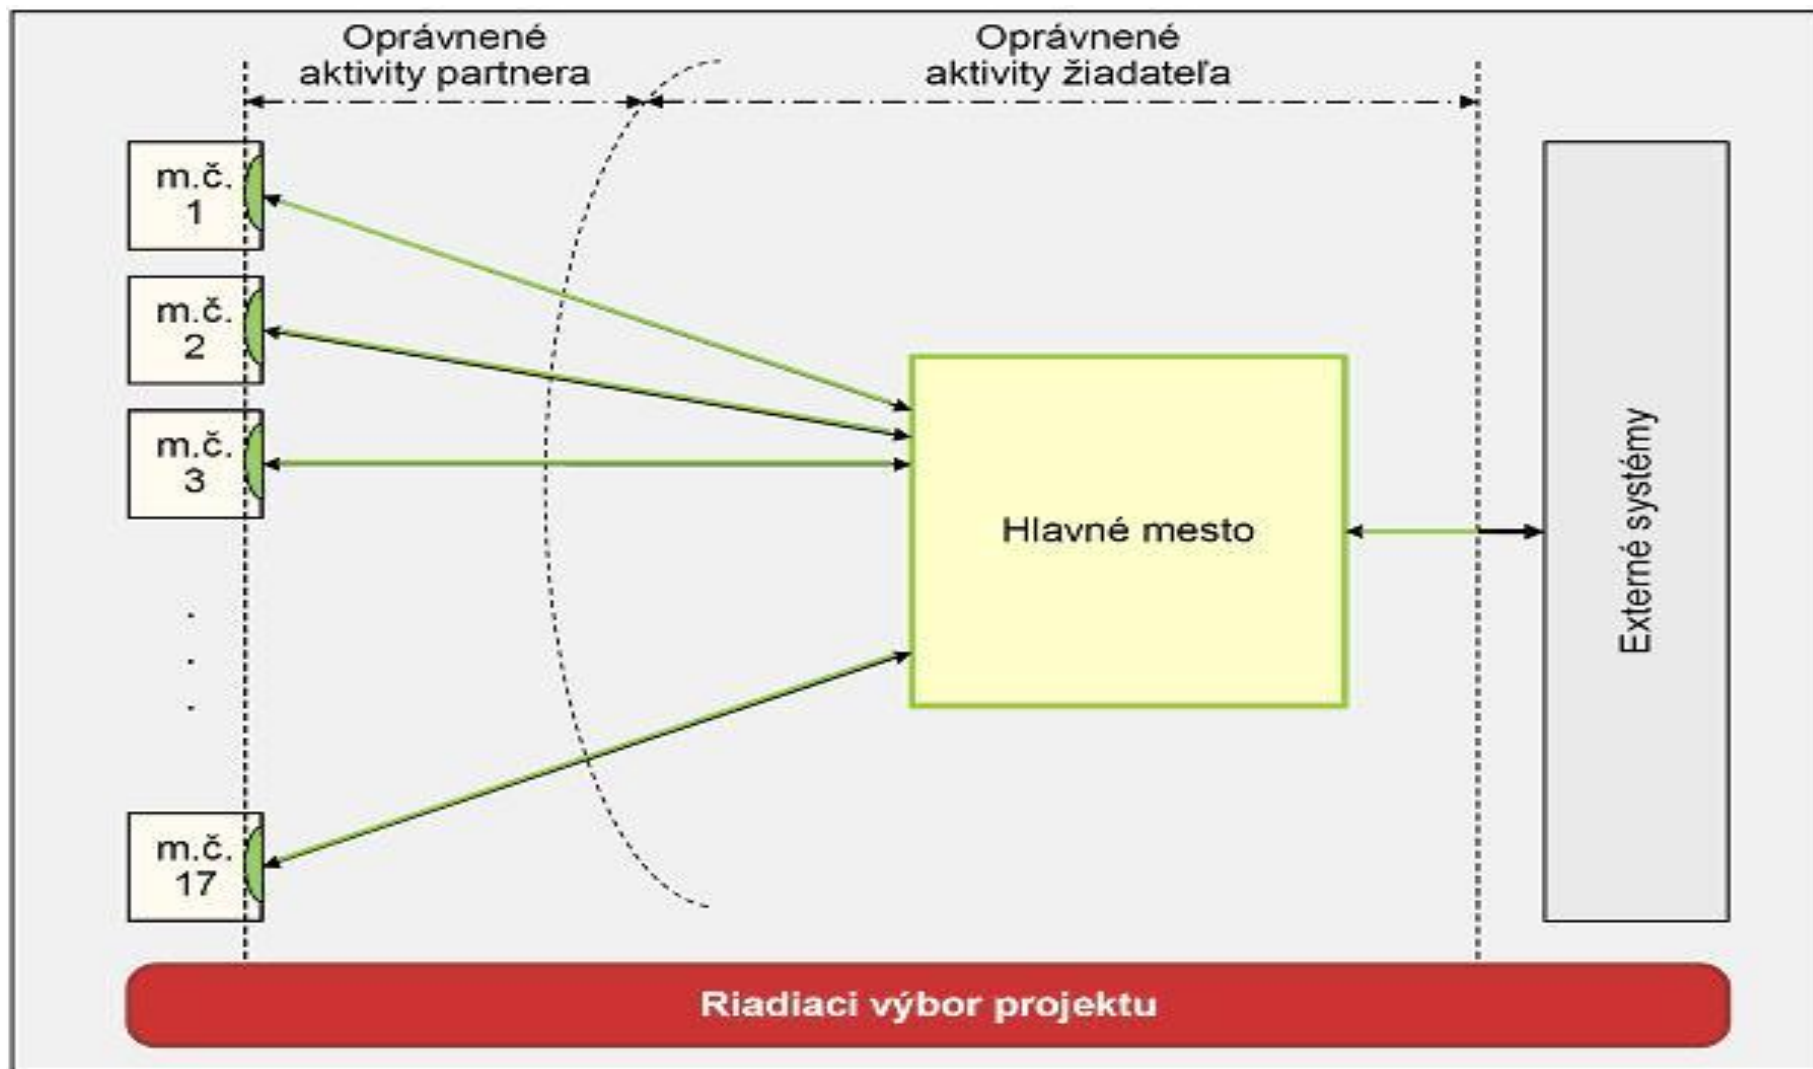 Oprávnené
aktivity partnera
Oprávnené
aktivity žiadateľa
m.č.
1
m.č.
2
m.č.
3
.
.
.
m.č.
17
Hlavné mesto
Externé systémy
Riadiaci výbor projektu